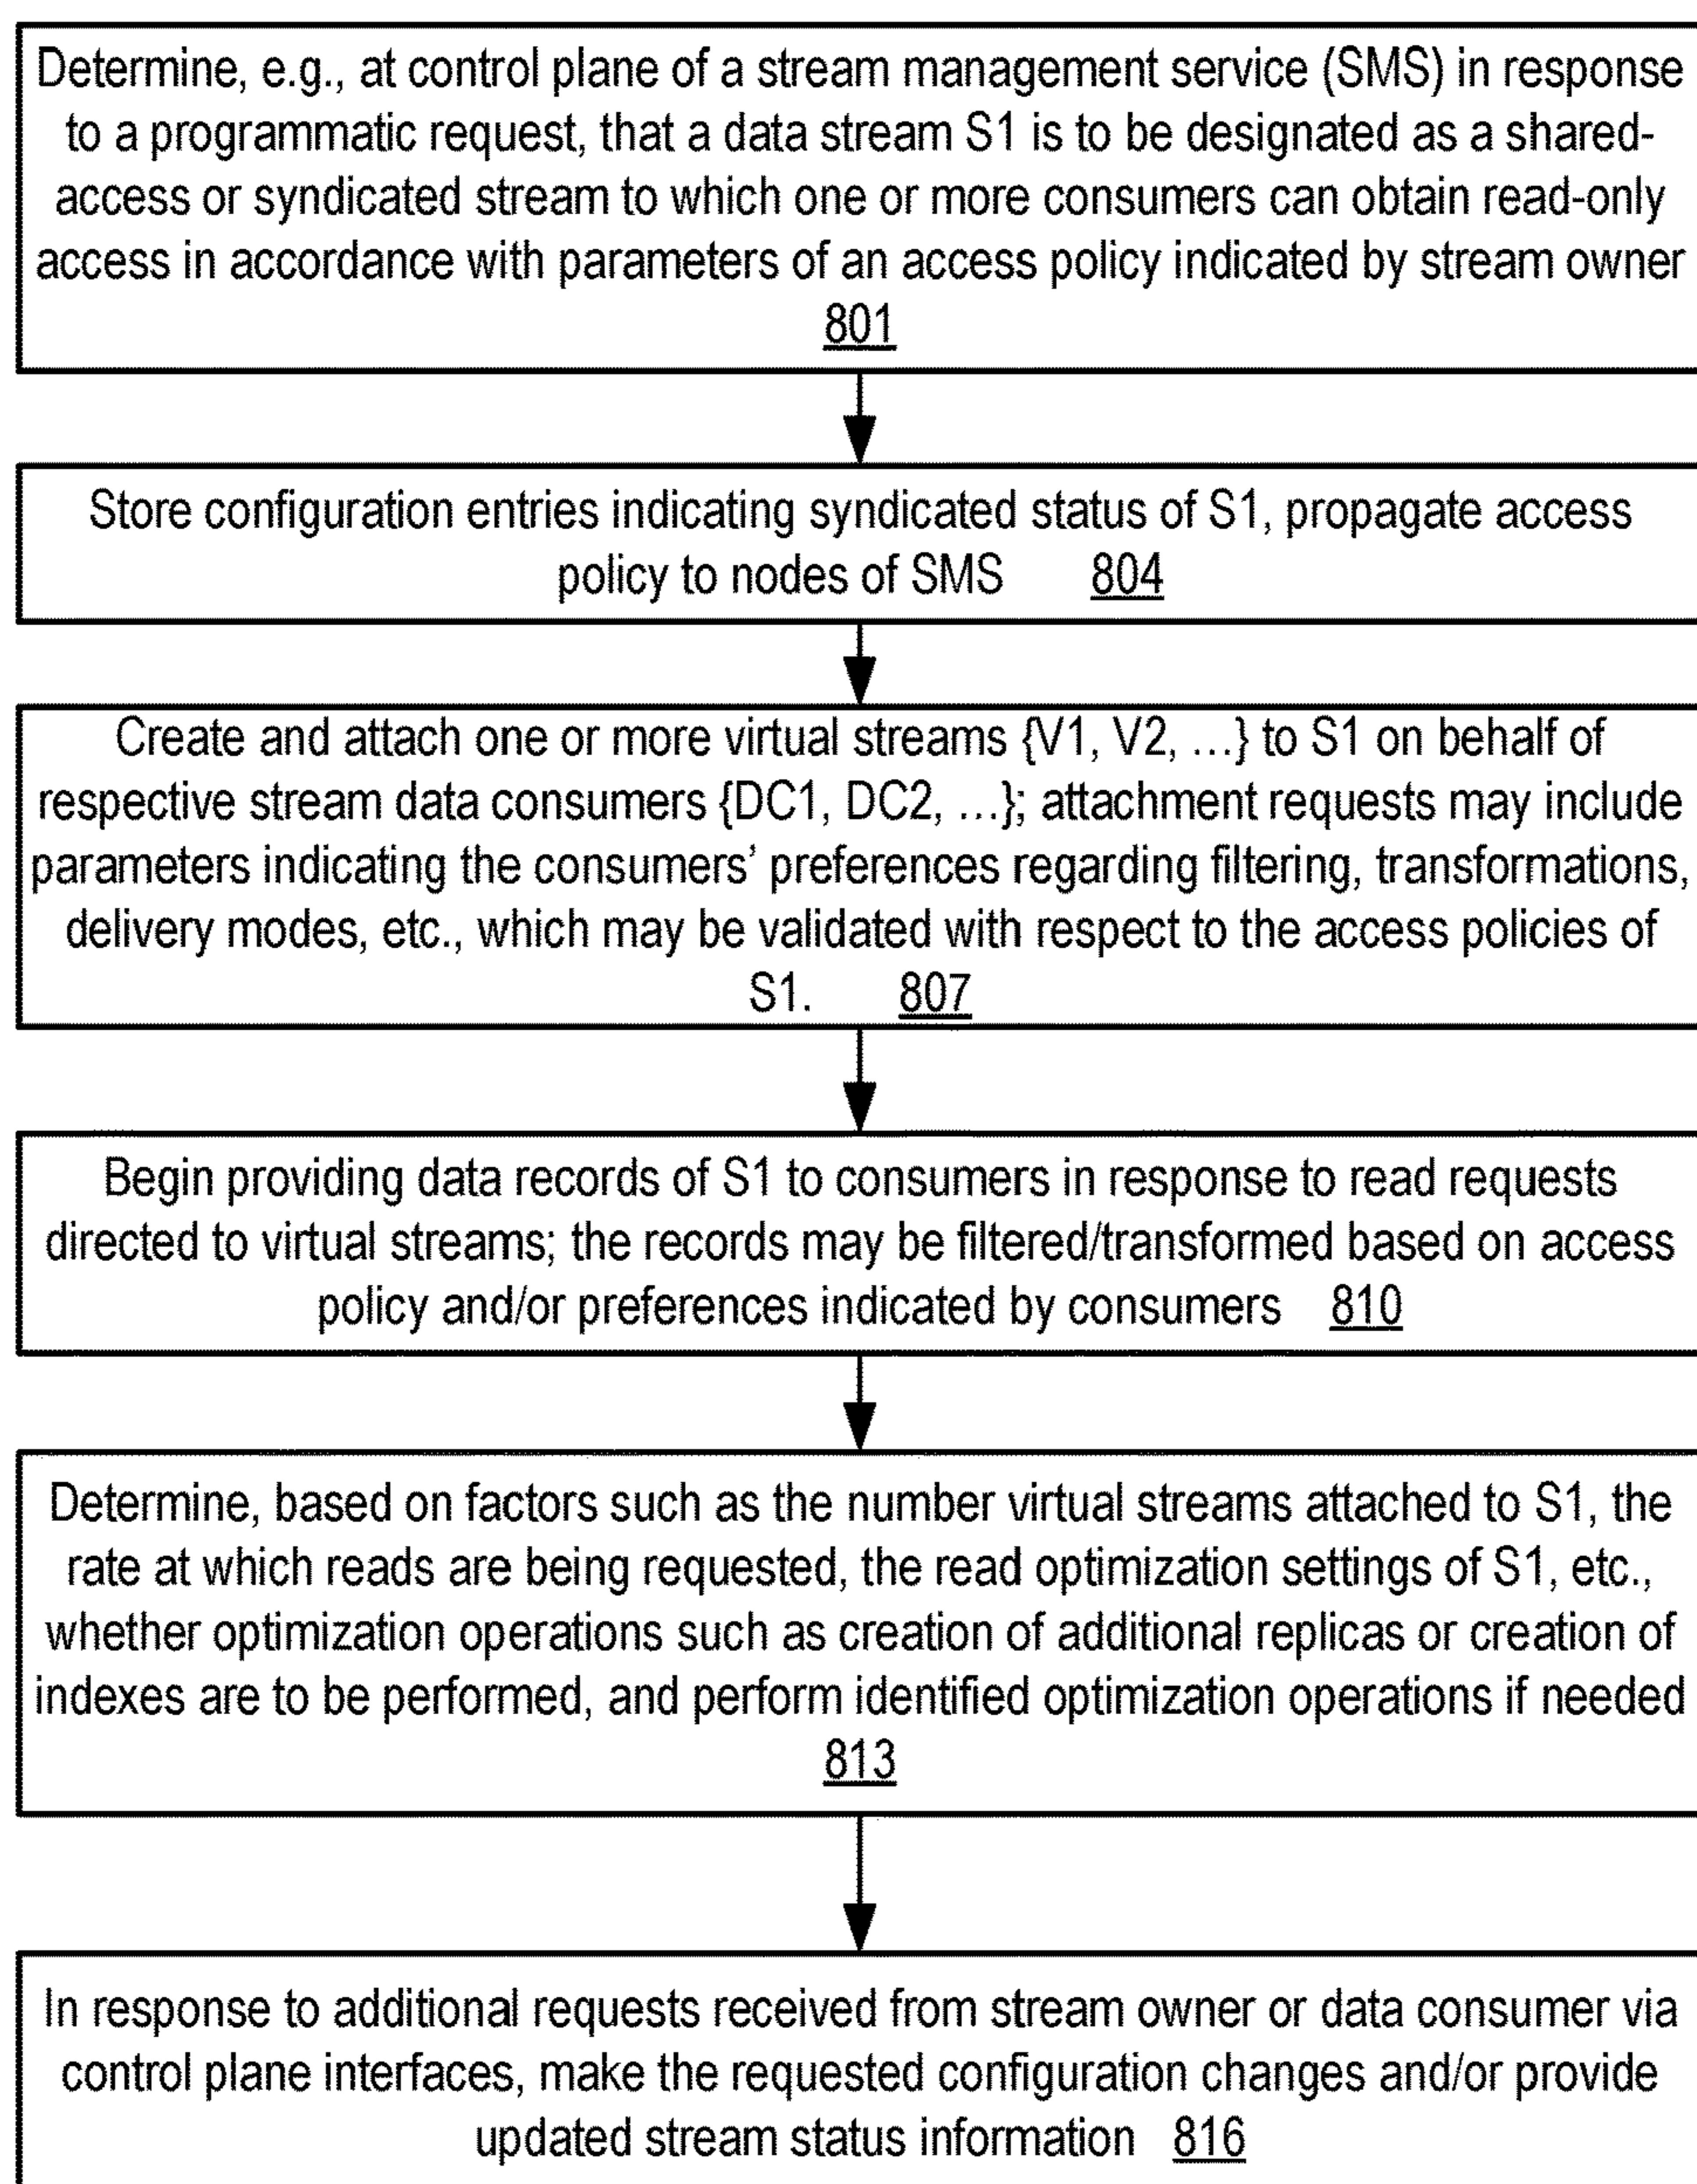 Determine, e.g., at control plane of a stream management service (SMS) in response
to a programmatic request, that a data stream S1 is to be designated as a shared-
access or syndicated stream to which one or more consumers can obtain read-only
access in accordance with parameters of an access policy indicated by stream owner
801
Store configuration entries indicating syndicated status of S1, propagate access
policy to nodes of SMS 804
Create and attach one or more virtual streams {V1, V2, …} to S1 on behalf of
respective stream data consumers {DC1, DC2, …}; attachment requests may include
parameters indicating the consumers’ preferences regarding filtering, transformations,
delivery modes, etc., which may be validated with respect to the access policies of
S1. 807
Begin providing data records of S1 to consumers in response to read requests
directed to virtual streams; the records may be filtered/transformed based on access
policy and/or preferences indicated by consumers 810
Determine, based on factors such as the number virtual streams attached to S1, the
rate at which reads are being requested, the read optimization settings of S1, etc.,
whether optimization operations such as creation of additional replicas or creation of
indexes are to be performed, and perform identified optimization operations if needed
813
In response to additional requests received from stream owner or data consumer via
control plane interfaces, make the requested configuration changes and/or provide
updated stream status information 816